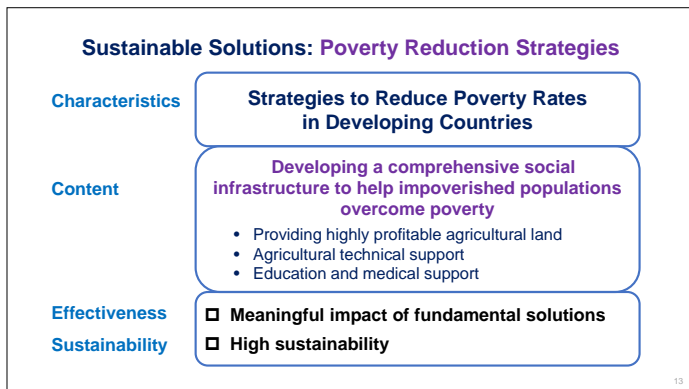 Sustainable Solutions: Poverty Reduction Strategies
Characteristics
Strategies to Reduce Poverty Rates
in Developing Countries
Content
Developing a comprehensive social
infrastructure to help impoverished populations
overcome poverty
• Providing highly profitable agricultural land
• Agricultural technical support
• Education and medical support
Effectiveness
❑ Meaningful impact of fundamental solutions
Sustainability
❑ High sustainability
13